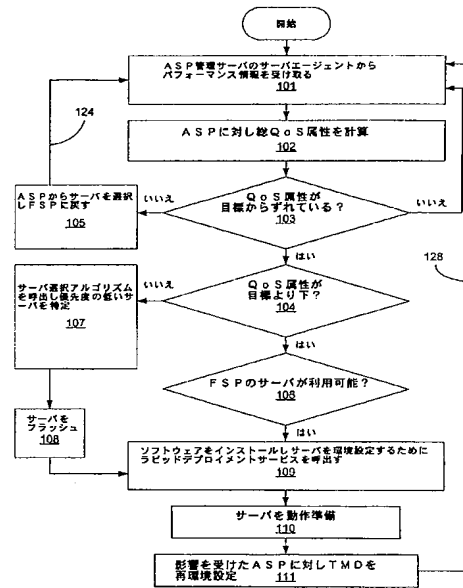 開始
ASP管理サーバのサーバエージェントから
パフォーマンス情報を受け取る
101
124
ASPに対し総QoS属性を計算
102
ASPからサーバを選択
しFSPに戻す
105
いいえ
QoS属性が
目標からずれている?
103
いいえ
はい
128
サーバ選択アルゴリズム
を呼出し優先度の低いサー
バを特定
107
いいえ
QoS属性が
目標より下?
104
はい
FSPのサーバが利用可能?
108
サーバを
フラッシュ
108
はい
ソフトウェアをインストールしサーバを環境設定するために
ラピッドデプロイメントサービスを呼出す
109
サーバを動作準備
110
影響を受けたASPに対しTMDを
再環境設定
111